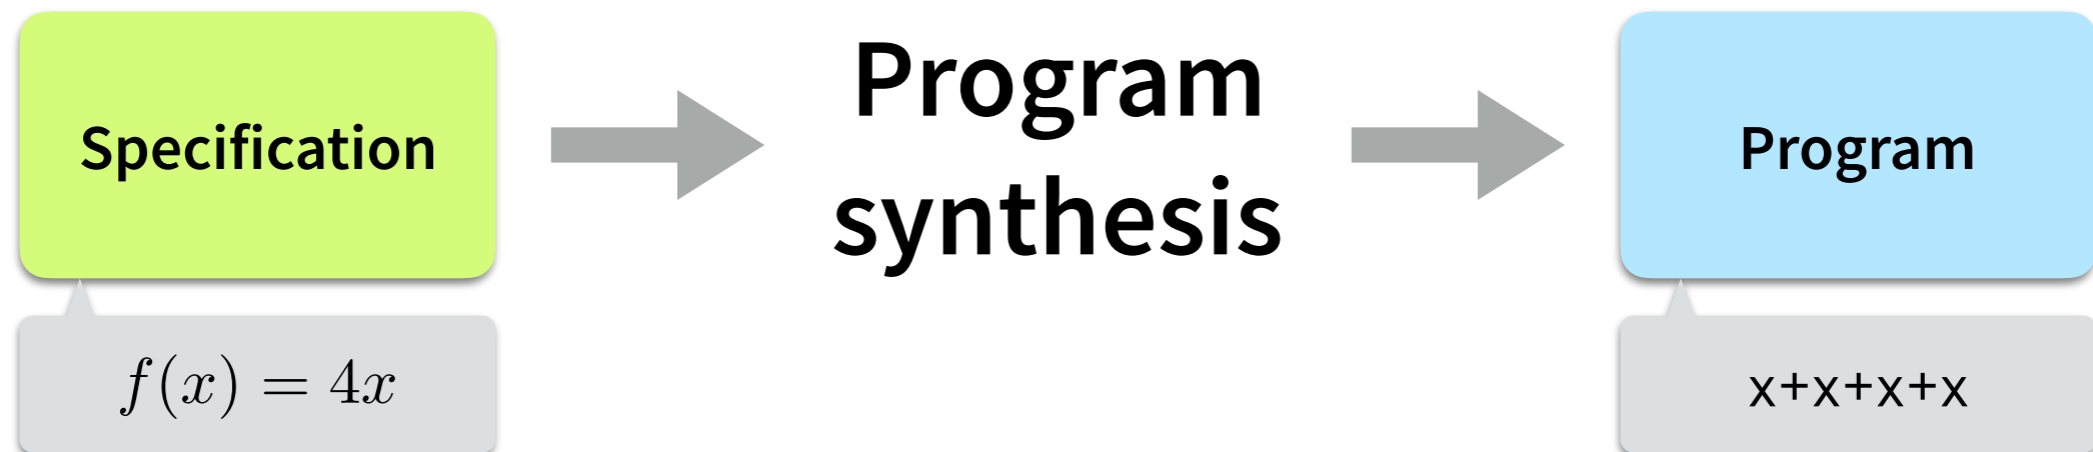 Specification
Program
synthesis
Program
f(x) = 4x
x+x+x+x